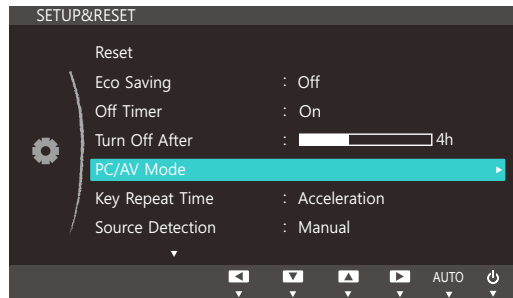 SETUP&RESET
Reset
Eco Saving : Off
Off Timer : On
Turn Off After : 4h
PC/AV Mode
Key Repeat Time : Acceleration
Source Detection : Manual
AUTO